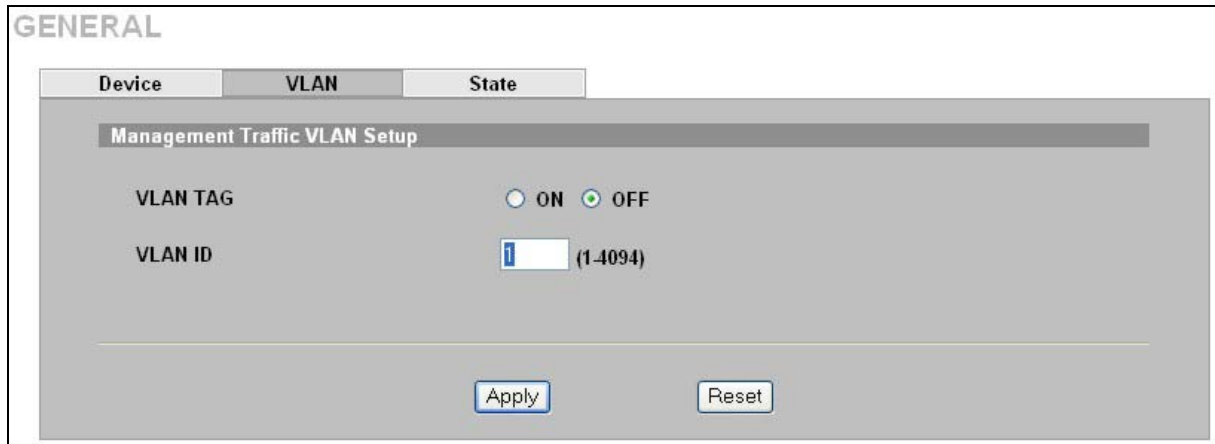 GENERAL
Device VLAN State
Management Traffic VLAN Setup
VLAN TAG ON OFF
VLAN ID 1 (1-4094)
Apply Reset